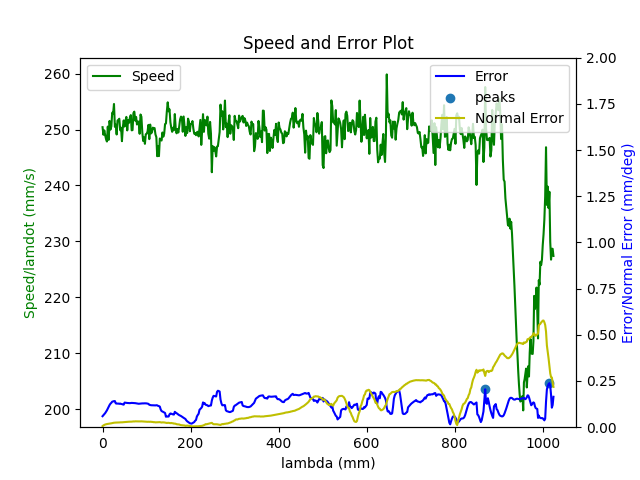 Speed and Error Plot
Speed
Error
peaks
Normal Error
260
250
240
230
220
210
200
2.00
1.75
1.50
1.25
1.00
0.75
0.50
0.25
0.00
0
200
400
600
800
1000
lambda (mm)
Speed/lamdot (mm/s)
Error/Normal Error (mm/deg)